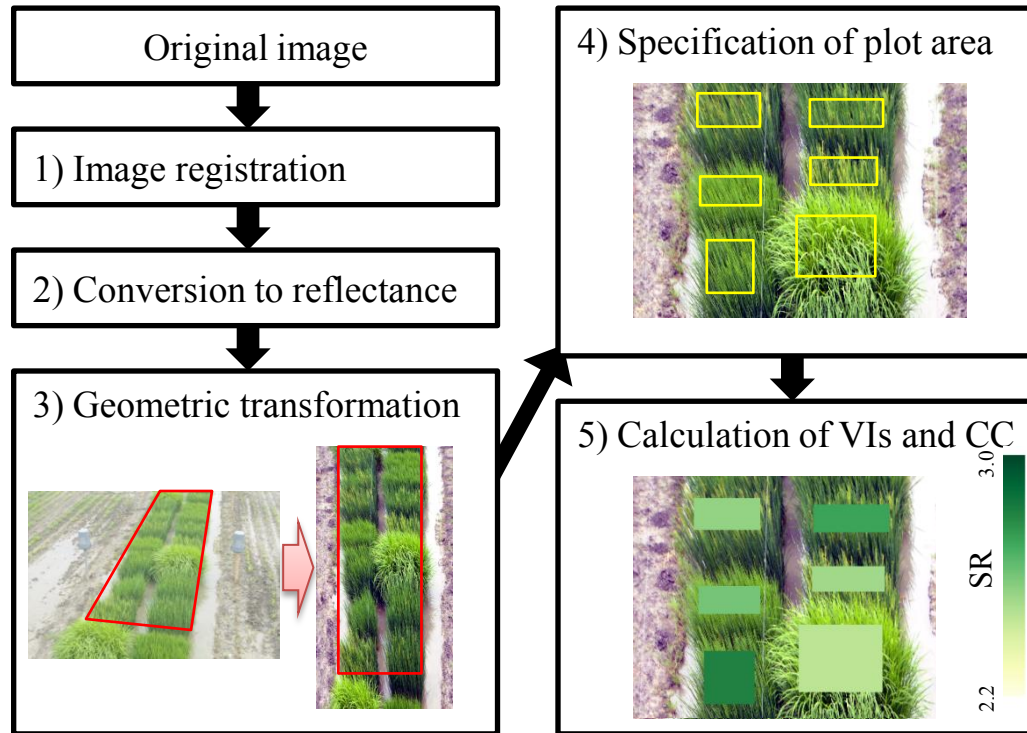 Original image
1) Image registration
2) Conversion to reflectance
3) Geometric transformation
4) Specification of plot area
5) Calculation of VIs and CC
3.0
SR
2.2